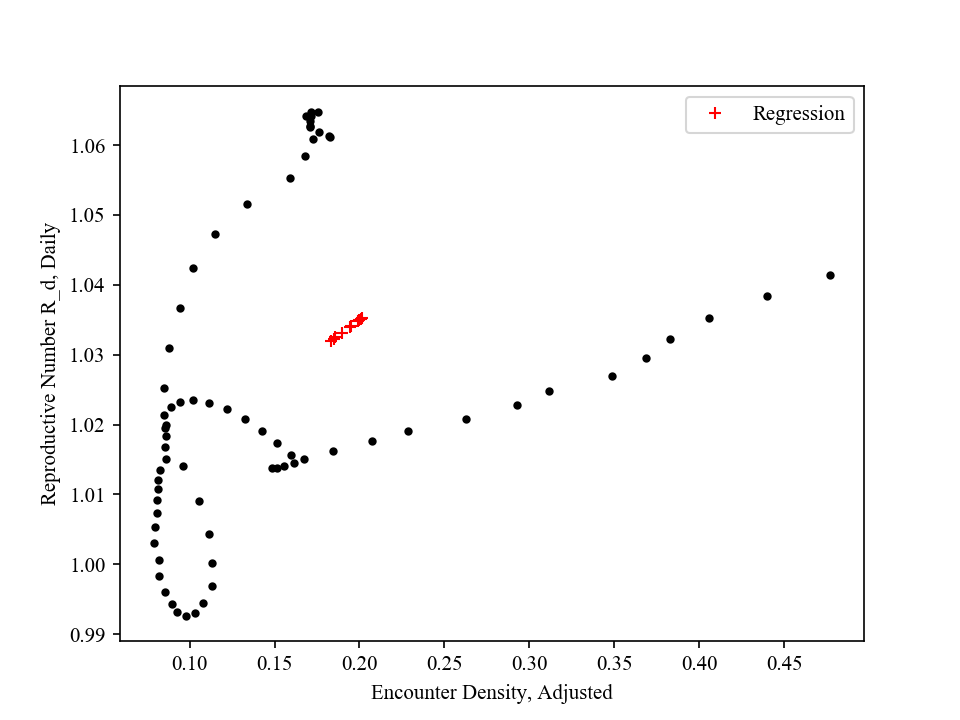 Regression
1.06
1.05
1.04
1.03
1.02
1.01
1.00
0.99
Reproductive Number R_d, Daily
0.10 0.15 0.20 0.25 0.30 0.35 0.40 0.45
Encounter Density, Adjusted